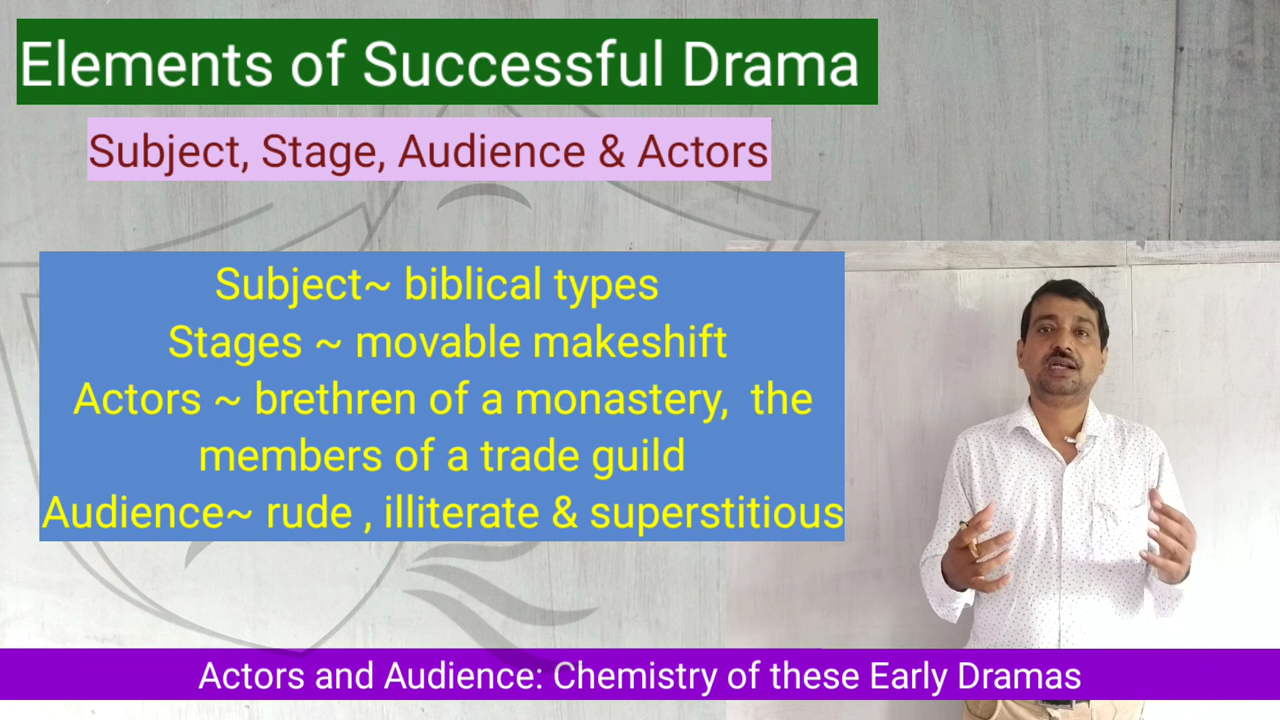 Elements of Successful Drama
Subject, Stage, Audience & Actors
Subject~ biblical types
Stages ~ movable makeshift
Actors ~ brethren of a monastery, the
members of a trade guild
Audience~ rude , illiterate & superstitious
Actors and Audience: Chemistry of these Early Dramas